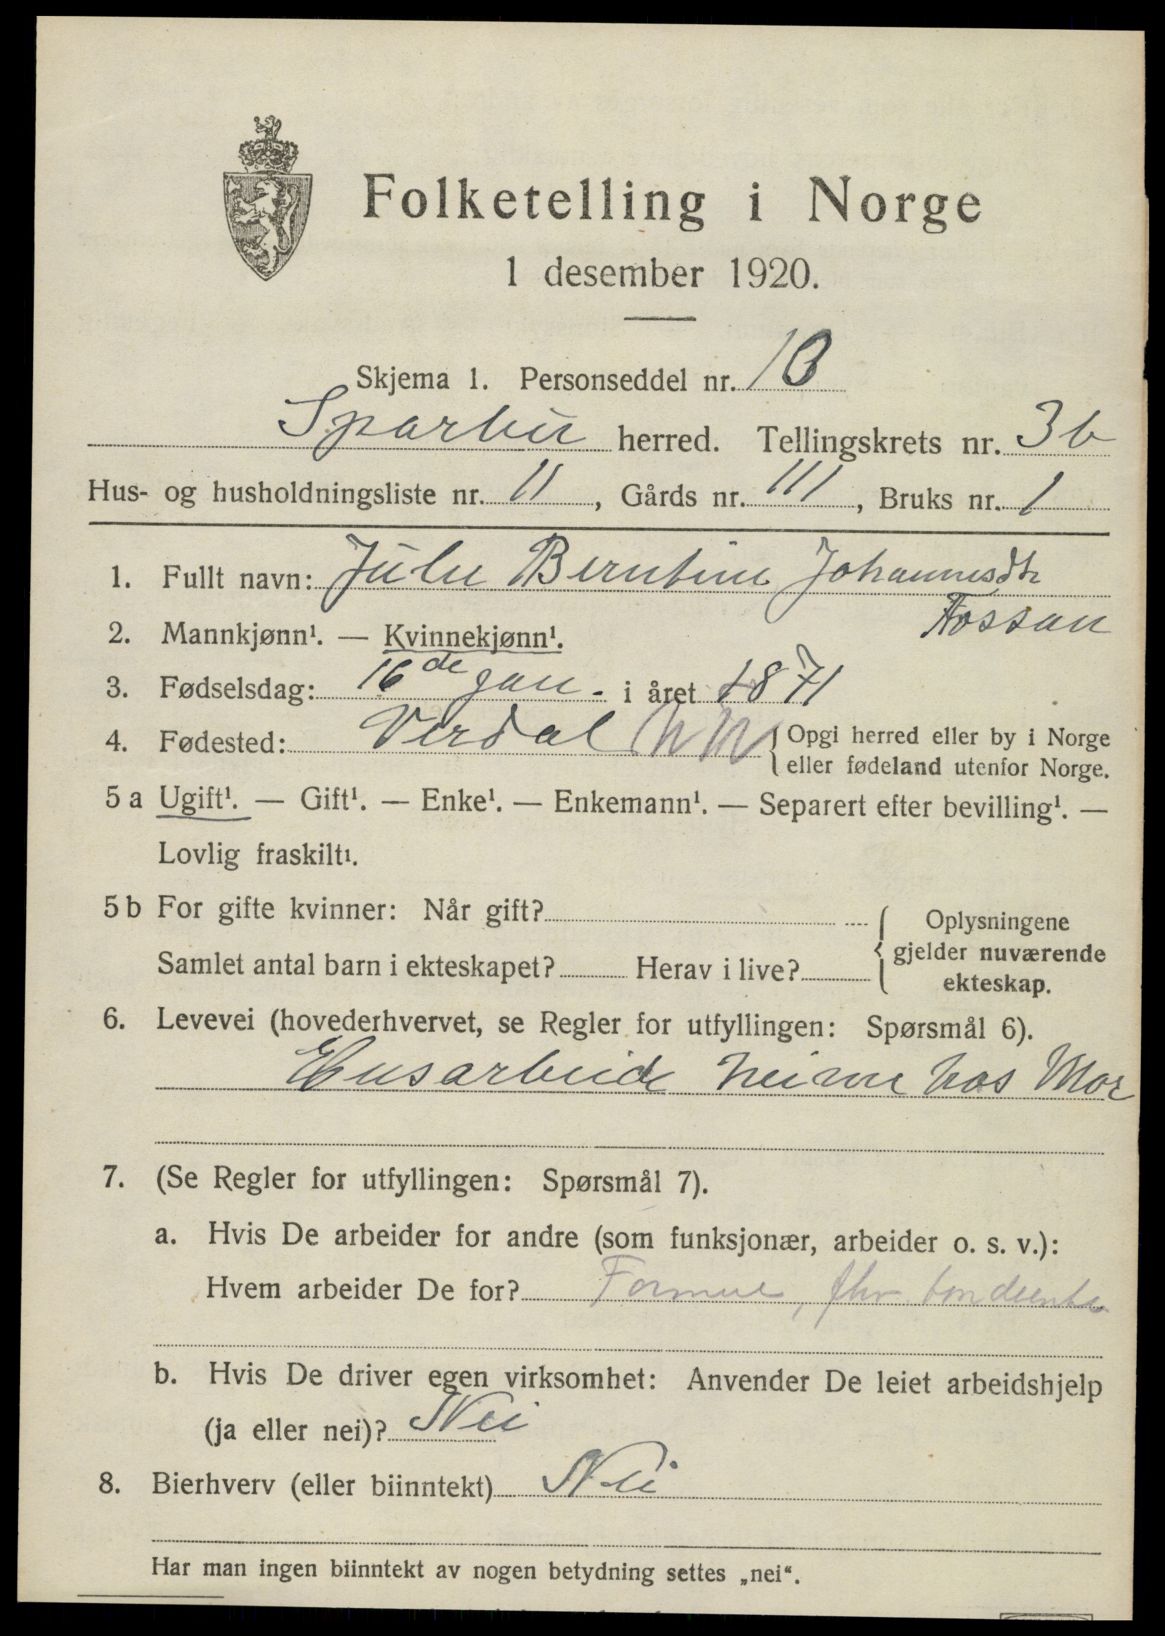 Folketelling i Norge
1 desember 1920.
Skjema 1. Personseddel nr. 10
Sparbu herred. Tellingskrets nr. 3b
Hus- og husholdningsliste nr. 11, Gårds nr. 111, Bruks nr. 1
1. Fullt navn: Julie Berntine Johannesdtr
Fossan
2. Mannkjønn¹. — Kvinnekjønn¹.
3. Fødselsdag: 16de jan. i året 1871
4. Fødested: Verdal { Opgi herred eller by i Norge
eller fødeland utenfor Norge.
5 a Ugift¹. — Gift¹. — Enke¹. — Enkemann¹. — Separert efter bevilling¹. —
Lovlig fraskilt¹.
5 b For gifte kvinner: Når gift? { Oplysningene
gjelder nuværende
Samlet antal barn i ekteskapet? Herav i live?
ekteskap.
6. Levevei (hovederhvervet, se Regler for utfyllingen: Spørsmål 6).
Husarbeide heime hos Mor
7. (Se Regler for utfyllingen: Spørsmål 7).
a. Hvis De arbeider for andre (som funksjonær, arbeider o. s. v.):
Hvem arbeider De for? Formue, fhv.
b. Hvis De driver egen virksomhet: Anvender De leiet arbeidshjelp
(ja eller nei)? Nei
8. Bierhverv (eller biinntekt) Nei
Har man ingen biinntekt av nogen betydning settes „nei“.